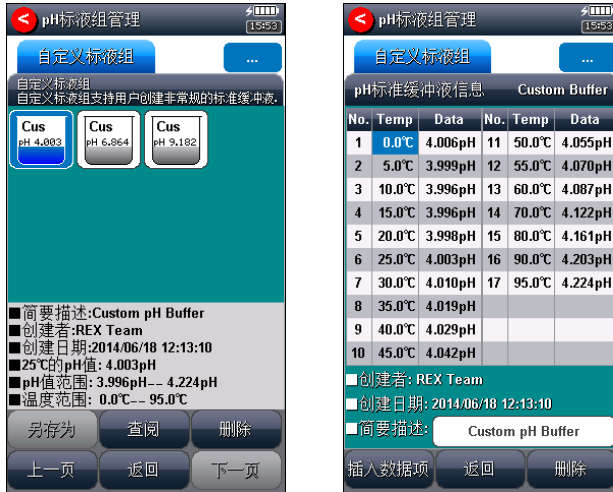 pH标液组管理
15:53
自定义标液组
...
自定义标液组
自定义标液组支持用户创建非常规的标准缓冲液.
Cus Cus Cus
pH 4.003 pH 6.864 pH 9.182
■简要描述:Custom pH Buffer
■创建者:REX Team
■创建日期:2014/06/18 12:13:10
■25℃的pH值: 4.003pH
■pH值范围: 3.996pH-- 4.224pH
■温度范围: 0.0℃-- 95.0℃
另存为 查阅 删除
上一页 返回 下一页
pH标液组管理
15:53
自定义标液组
...
pH标准缓冲液信息 Custom Buffer
No. Temp Data No. Temp Data
1 0.0℃ 4.006pH 11 50.0℃ 4.055pH
2 5.0℃ 3.999pH 12 55.0℃ 4.070pH
3 10.0℃ 3.996pH 13 60.0℃ 4.087pH
4 15.0℃ 3.996pH 14 70.0℃ 4.122pH
5 20.0℃ 3.998pH 15 80.0℃ 4.161pH
6 25.0℃ 4.003pH 16 90.0℃ 4.203pH
7 30.0℃ 4.010pH 17 95.0℃ 4.224pH
8 35.0℃ 4.019pH
9 40.0℃ 4.029pH
10 45.0℃ 4.042pH
■创建者: REX Team
■创建日期: 2014/06/18 12:13:10
■简要描述: Custom pH Buffer
插入数据项 返回 删除